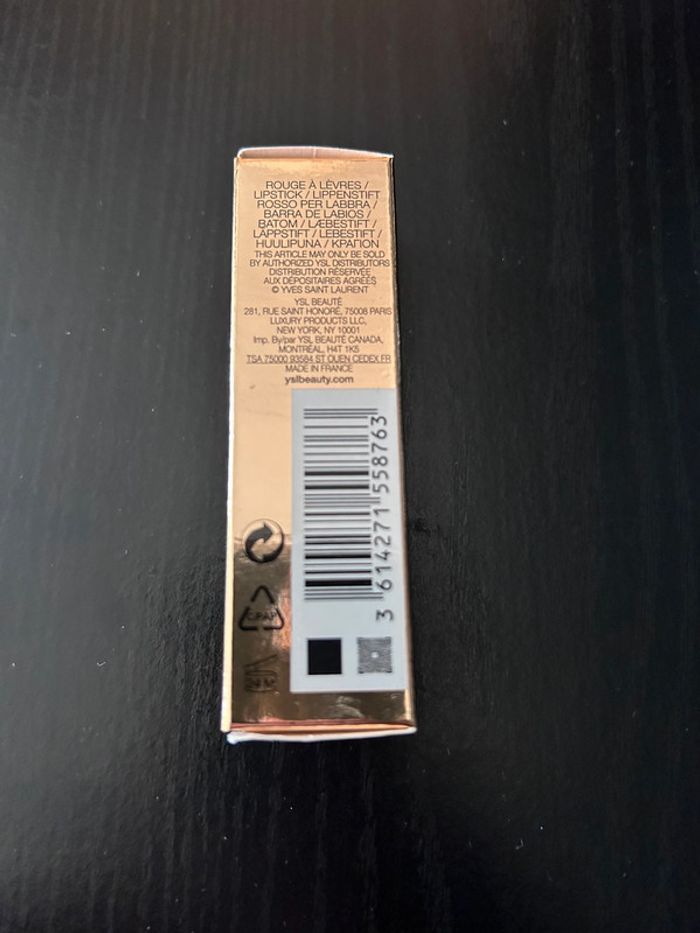 ROUGE À LÈVRES /
LIPSTICK / LIPPENSTIFT
ROSSO PER LABBRA /
BARRA DE LABIOS /
BATOM / LÆBESTIFT /
LÄPPSTIFT / LEBESTIFT /
HUULIPUNA / ΚΡΑΓΙΟΝ
THIS ARTICLE MAY ONLY BE SOLD
BY AUTHORIZED YSL DISTRIBUTORS
DISTRIBUTION RÉSERVÉE
AUX DÉPOSITAIRES AGRÉÉS
© YVES SAINT LAURENT
YSL BEAUTÉ
281, RUE SAINT HONORÉ, 75008 PARIS
LUXURY PRODUCTS LLC,
NEW YORK, NY 10001
Imp. By/par YSL BEAUTÉ CANADA,
MONTRÉAL, H4T 1K5
TSA 75000 93584 ST OUEN CEDEX FR
MADE IN FRANCE
yslbeauty.com
3 614271 558763
C/PAP
24 M